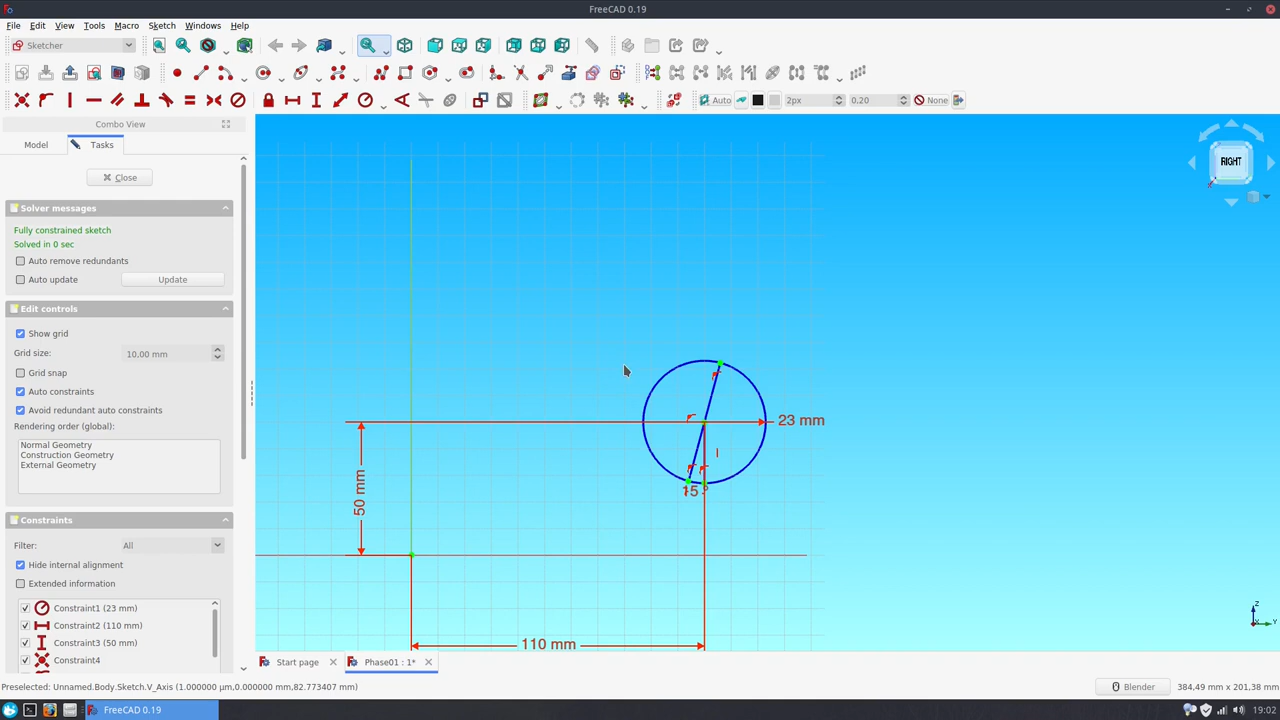 FreeCAD 0.19
File Edit View Tools Macro Sketch Windows Help
Sketcher
Auto 2px 0.20 None
Combo View
Model Tasks
Close
Solver messages
Fully constrained sketch
Solved in 0 sec
Auto remove redundants
Auto update Update
Edit controls
Show grid
Grid size: 10,00 mm
Grid snap
Auto constraints
Avoid redundant auto constraints
Rendering order (global):
Normal Geometry
Construction Geometry
External Geometry
Constraints
Filter: All
Hide internal alignment
Extended information
Constraint1 (23 mm)
Constraint2 (110 mm)
Constraint3 (50 mm)
Constraint4
RIGHT
23 mm
50 mm
15 °
110 mm
Z
Y
X
Start page Phase01 : 1*
Preselected: Unnamed.Body.Sketch.V_Axis (1.000000 µm,0.000000 mm,82.773407 mm) Blender 384,49 mm x 201,38 mm
FreeCAD 0.19 19:02